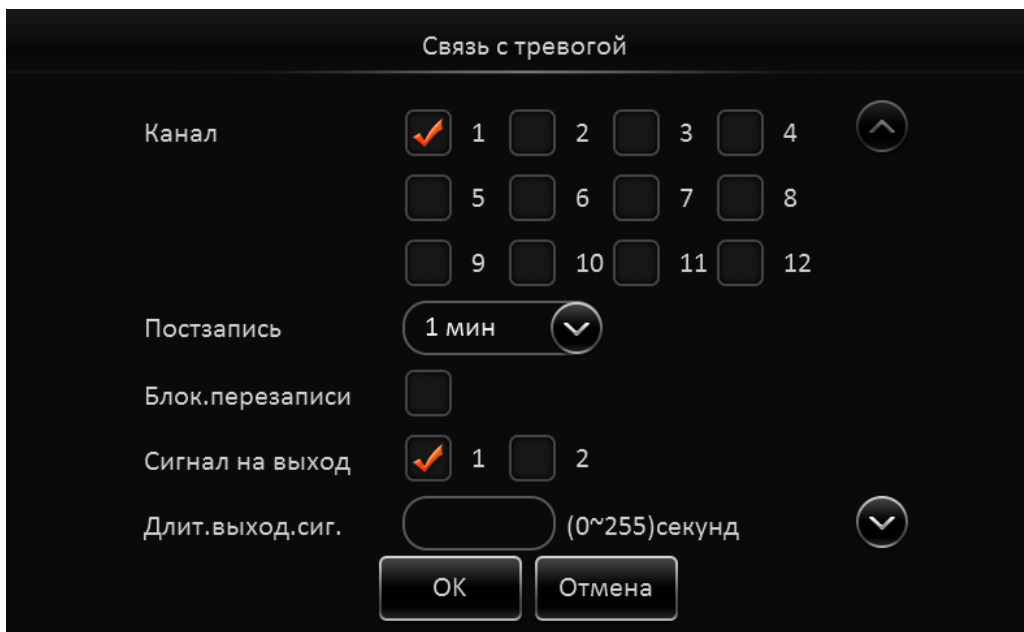 Связь с тревогой
Канал 1 2 3 4
5 6 7 8
9 10 11 12
Постзапись 1 мин
Блок.перезаписи
Сигнал на выход 1 2
Длит.выход.сиг. (0~255)секунд
OK Отмена